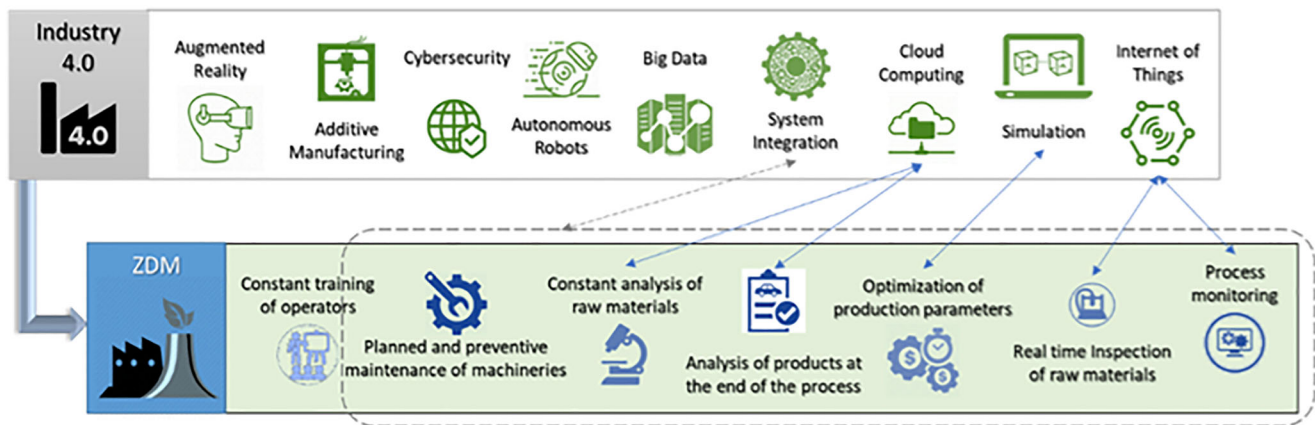 Industry
4.0
4.0
Augmented
Reality
Additive
Manufacturing
Cybersecurity
Autonomous
Robots
Big Data
System
Integration
Cloud
Computing
Simulation
Internet of
Things
ZDM
Constant training
of operators
Planned and preventive
maintenance of machineries
Constant analysis of
raw materials
Analysis of products at
the end of the process
Optimization of
production parameters
$
$
Real time Inspection
of raw materials
Process
monitoring